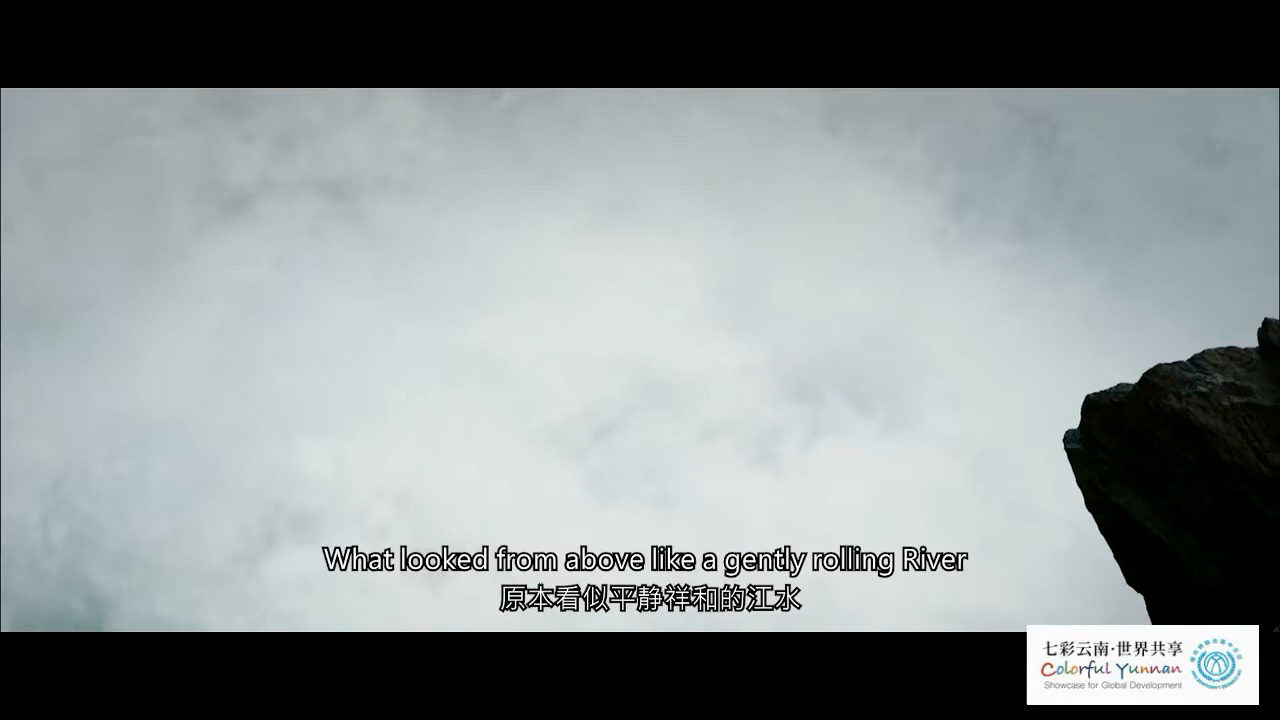 What looked from above like a gently rolling River
原本看似平静祥和的江水
七彩云南·世界共享
Colorful Yunnan
Showcase for Global Development